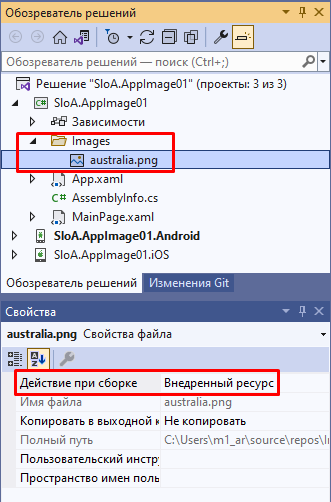 Обозреватель решений
Обозреватель решений — поиск (Ctrl+;)
Решение "SloA.AppImage01" (проекты: 3 из 3)
C#
SloA.AppImage01
Зависимости
Images
australia.png
App.xaml
AssemblyInfo.cs
MainPage.xaml
SloA.AppImage01.Android
SloA.AppImage01.iOS
Обозреватель решений Изменения Git
Свойства
australia.png Свойства файла
Действие при сборке Внедренный ресурс
Имя файла australia.png
Копировать в выходной к Не копировать
Полный путь C:\Users\m1_ar\source\repos\In
Пользовательский инстру
Пространство имен поль